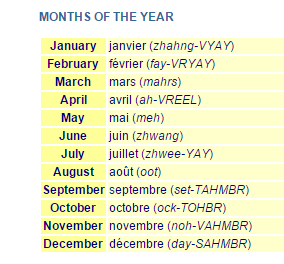 MONTHS OF THE YEAR
January janvier (zhahng-VYAY)
February février (fay-VRYAY)
March mars (mahrs)
April avril (ah-VREEL)
May mai (meh)
June juin (zhwang)
July juillet (zhwee-YAY)
August août (oot)
September septembre (set-TAHMBR)
October octobre (ock-TOHBR)
November novembre (noh-VAHMBR)
December décembre (day-SAHMBR)